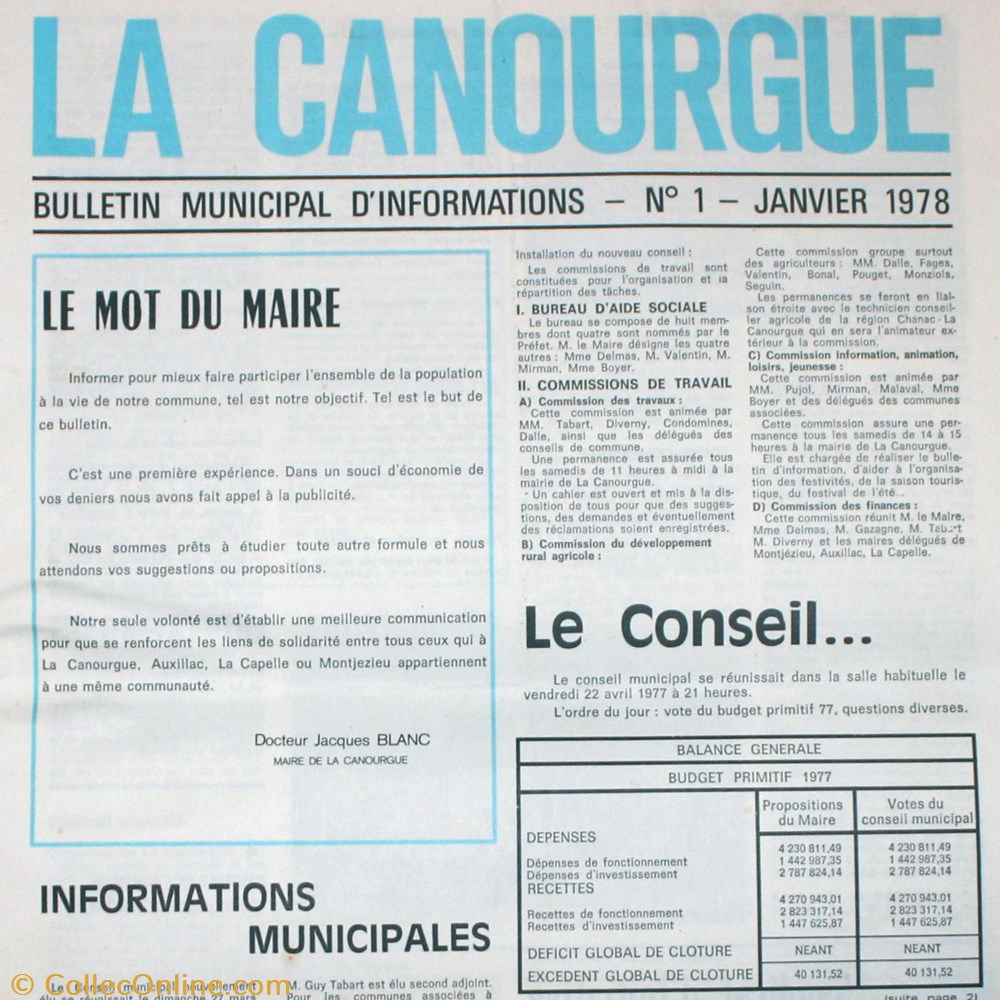 LA CANOURGUE
BULLETIN MUNICIPAL D'INFORMATIONS – N° 1 – JANVIER 1978
LE MOT DU MAIRE
Informer pour mieux faire participer l'ensemble de la population
à la vie de notre commune, tel est notre objectif. Tel est le but de
ce bulletin.
C'est une première expérience. Dans un souci d'économie de
vos deniers nous avons fait appel à la publicité.
Nous sommes prêts à étudier toute autre formule et nous
attendons vos suggestions ou propositions.
Notre seule volonté est d'établir une meilleure communication
pour que se renforcent les liens de solidarité entre tous ceux qui à
La Canourgue, Auxillac, La Capelle ou Montjezieu appartiennent
à une même communauté.
Docteur Jacques BLANC
MAIRE DE LA CANOURGUE
INFORMATIONS
MUNICIPALES
Le Conseil municipal nouvellement
élu se réunissait le dimanche 27 mars
M. Guy Tabart est élu second adjoint.
Pour les communes associées à
Installation du nouveau conseil :
Les commissions de travail sont
constituées pour l'organisation et la
répartition des tâches.
I. BUREAU D'AIDE SOCIALE
Le bureau se compose de huit mem-
bres dont quatre sont nommés par le
Préfet. M. le Maire désigne les quatre
autres : Mme Delmas, M. Valentin, M.
Mirman, Mme Boyer.
II. COMMISSIONS DE TRAVAIL
A) Commission des travaux :
Cette commission est animée par
MM. Tabart, Diverny, Condomines,
Dalle, ainsi que les délégués des
conseils de commune.
Une permanence est assurée tous
les samedis de 11 heures à midi à la
mairie de La Canourgue.
- Un cahier est ouvert et mis à la dis-
position de tous pour que des sugges-
tions, des demandes et éventuellement
des réclamations soient enregistrées.
B) Commission du développement
rural agricole :
Cette commission groupe surtout
des agriculteurs : MM. Dalle, Fages,
Valentin, Bonal, Pouget, Monziols,
Seguin.
Les permanences se feront en liai-
son étroite avec le technicien conseil-
ler agricole de la région Chanac - La
Canourgue qui en sera l'animateur ex-
térieur à la commission.
C) Commission information, animation,
loisirs, jeunesse :
Cette commission est animée par
MM. Pujol, Mirman, Malaval, Mme
Boyer et des délégués des communes
associées.
Cette commission assure une per-
manence tous les samedis de 14 à 15
heures à la mairie de La Canourgue.
Elle est chargée de réaliser le bulle-
tin d'information, d'aider à l'organisa-
tion des festivités, de la saison touris-
tique, du festival de l'été...
D) Commission des finances :
Cette commission réunit M. le Maire,
Mme Delmas, M. Gazagne, M. Tabart
M. Diverny et les maires délégués de
Montjézieu, Auxillac, La Capelle.
Le Conseil...
Le conseil municipal se réunissait dans la salle habituelle le
vendredi 22 avril 1977 à 21 heures.
L'ordre du jour : vote du budget primitif 77, questions diverses.
BALANCE GENERALE
BUDGET PRIMITIF 1977
Propositions du Maire Votes du conseil municipal
DEPENSES 4 230 811,49 4 230 811,49
Dépenses de fonctionnement 1 442 987,35 1 442 987,35
Dépenses d'investissement 2 787 824,14 2 787 824,14
RECETTES 4 270 943,01 4 270 943,01
Recettes de fonctionnement 2 823 317,14 2 823 317,14
Recettes d'investissement 1 447 625,87 1 447 625,87
DEFICIT GLOBAL DE CLOTURE NEANT NEANT
EXCEDENT GLOBAL DE CLOTURE 40 131,52 40 131,52
(suite page 2)
© CollecOnline.com